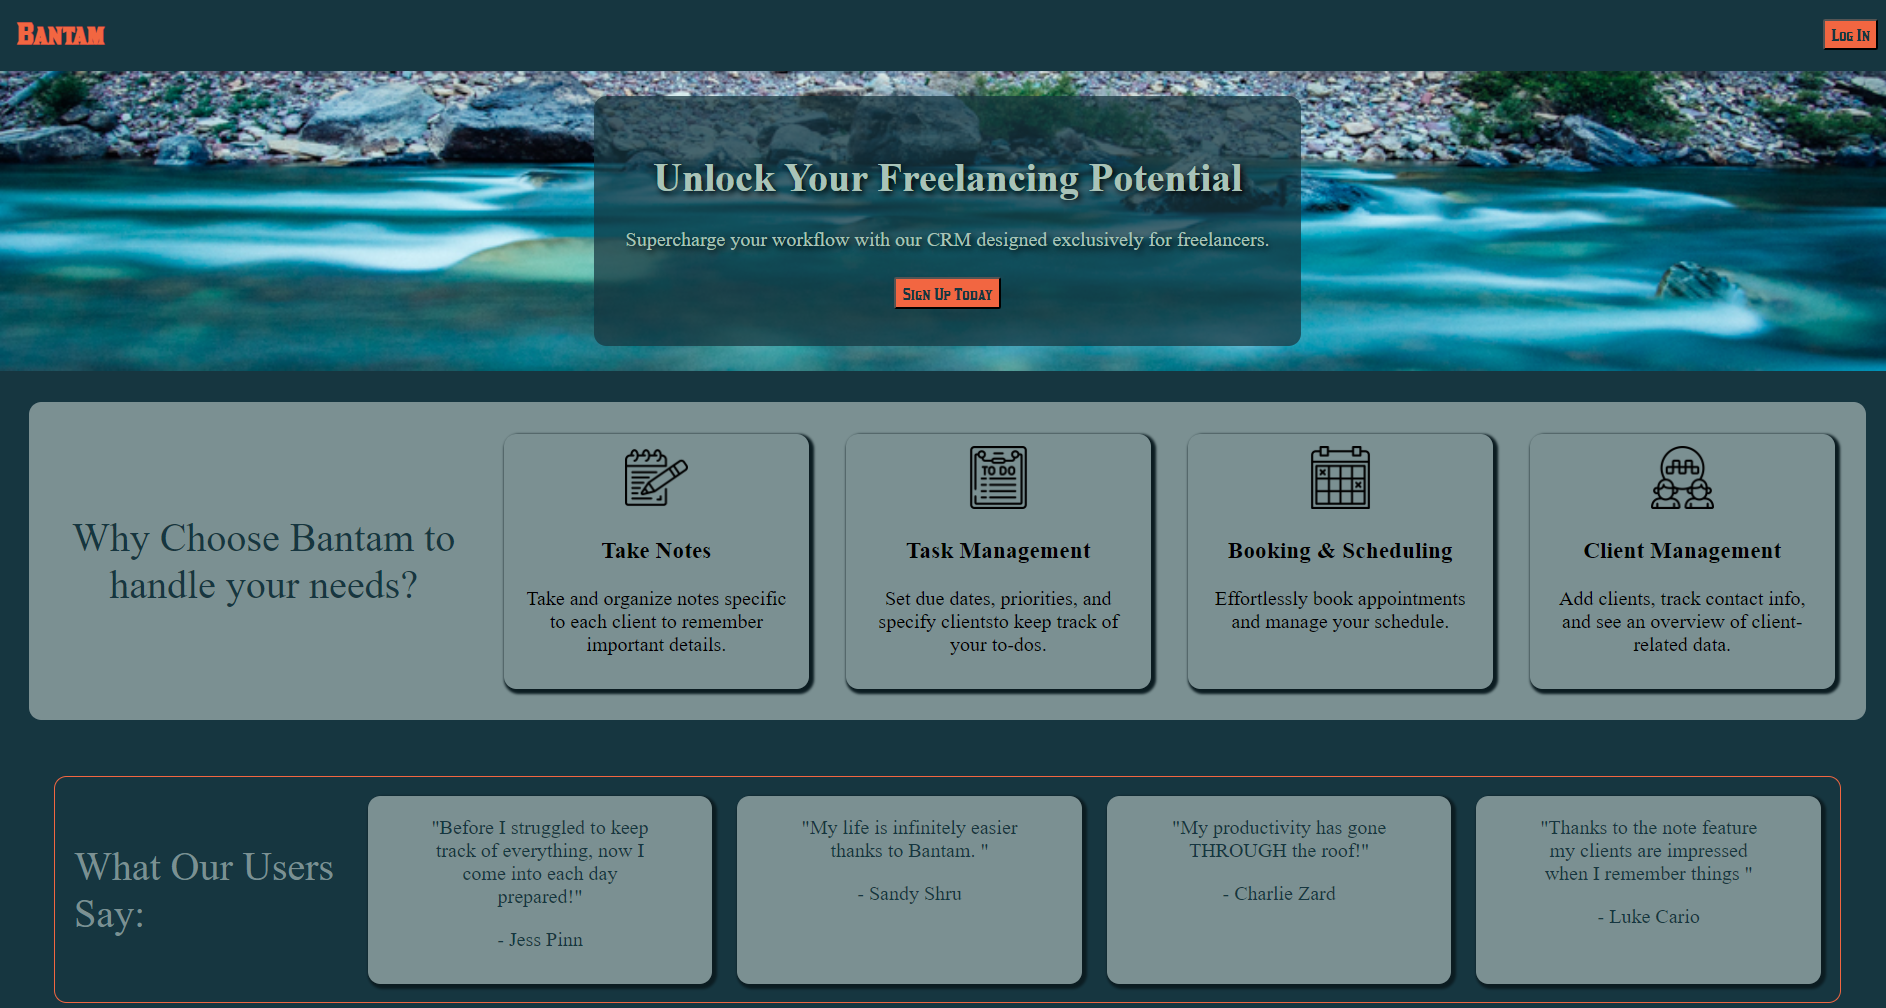 Bantam
Log In
Unlock Your Freelancing Potential
Supercharge your workflow with our CRM designed exclusively for freelancers.
Sign Up Today
Why Choose Bantam to
handle your needs?
Take Notes
Take and organize notes specific
to each client to remember
important details.
TO DO
Task Management
Set due dates, priorities, and
specify clientsto keep track of
your to-dos.
Booking & Scheduling
Effortlessly book appointments
and manage your schedule.
Client Management
Add clients, track contact info,
and see an overview of client-
related data.
What Our Users
Say:
"Before I struggled to keep
track of everything, now I
come into each day
prepared!"
- Jess Pinn
"My life is infinitely easier
thanks to Bantam. "
- Sandy Shru
"My productivity has gone
THROUGH the roof!"
- Charlie Zard
"Thanks to the note feature
my clients are impressed
when I remember things "
- Luke Cario